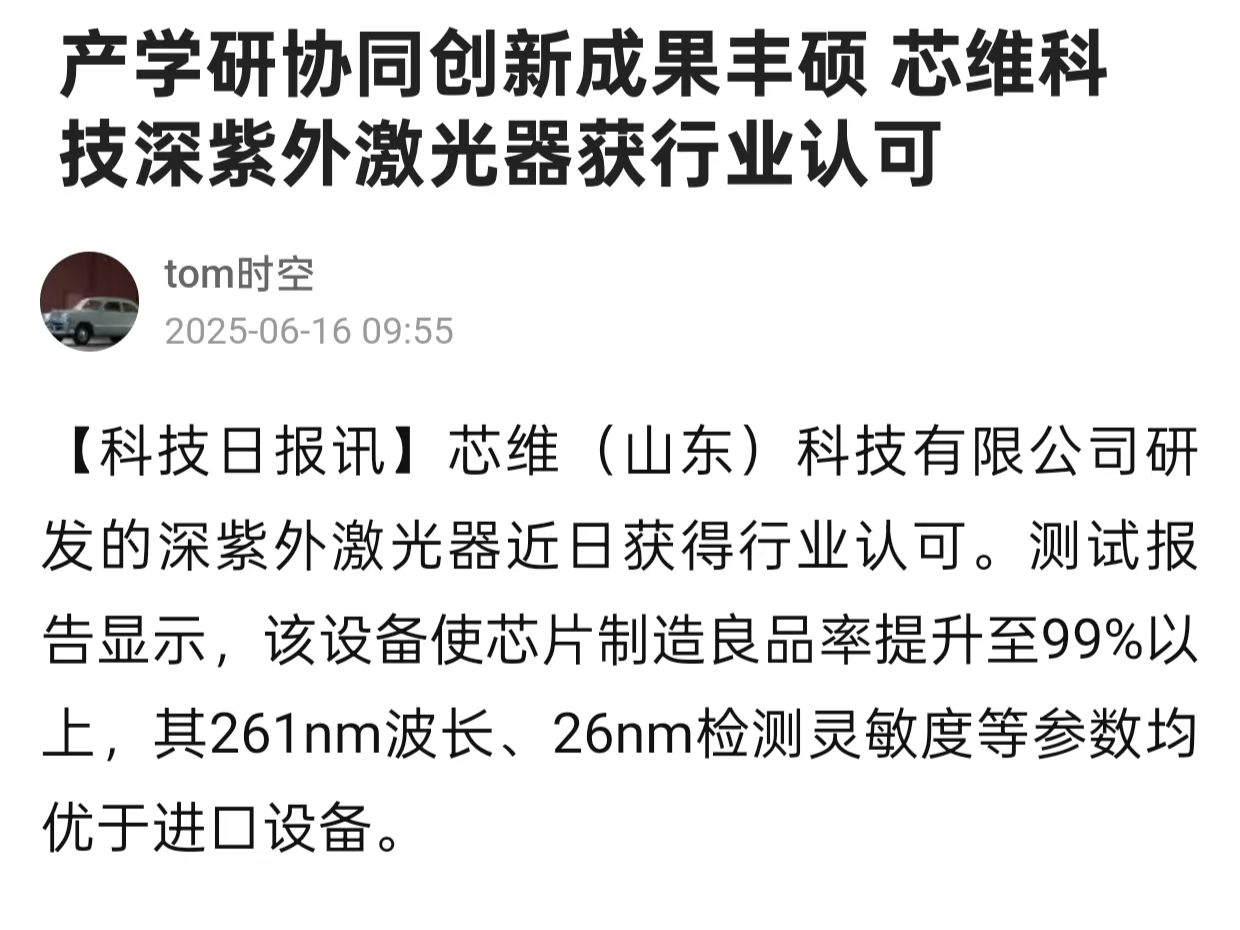 产学研协同创新成果丰硕 芯维科
技深紫外激光器获行业认可
tom时空
2025-06-16 09:55
【科技日报讯】芯维（山东）科技有限公司研
发的深紫外激光器近日获得行业认可。测试报
告显示，该设备使芯片制造良品率提升至99%以
上，其261nm波长、26nm检测灵敏度等参数均
优于进口设备。